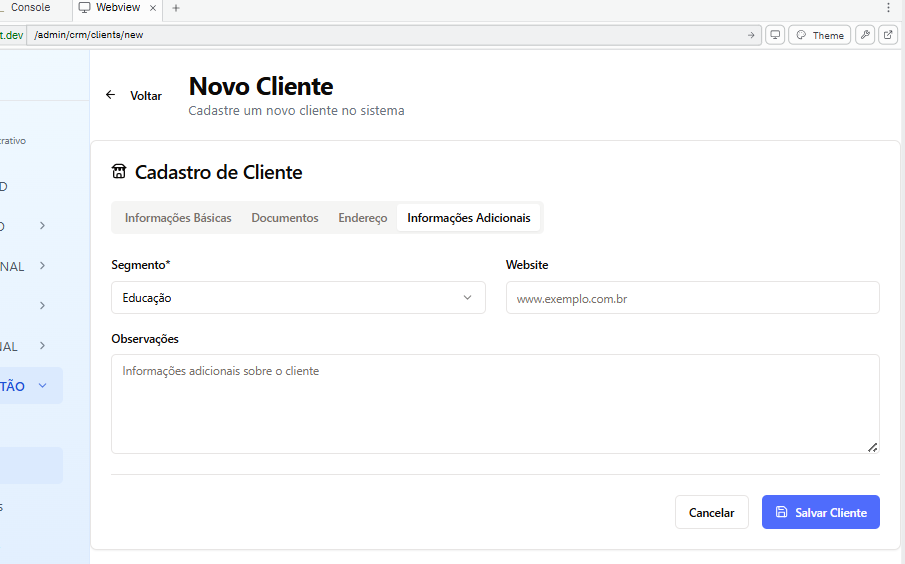 Console
Webview
t.dev
/admin/crm/clients/new
Theme
Voltar
Novo Cliente
Cadastre um novo cliente no sistema
rativo
D
O
NAL
NAL
TÃO
s
Cadastro de Cliente
Informações Básicas Documentos Endereço Informações Adicionais
Segmento* Website
Educação www.exemplo.com.br
Observações
Informações adicionais sobre o cliente
Cancelar Salvar Cliente